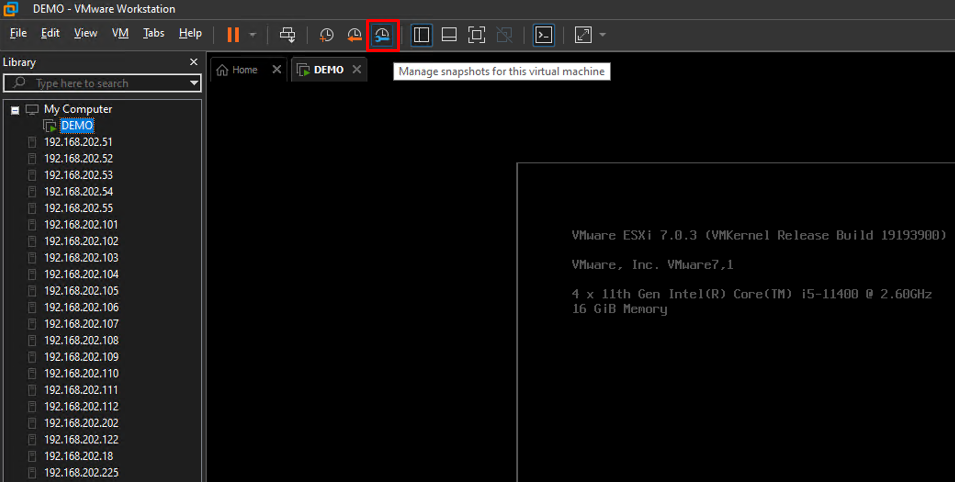 DEMO - VMware Workstation
File Edit View VM Tabs Help
Library
Type here to search
Home
DEMO
Manage snapshots for this virtual machine
My Computer
DEMO
192.168.202.51
192.168.202.52
192.168.202.53
192.168.202.54
192.168.202.55
192.168.202.101
192.168.202.102
192.168.202.103
192.168.202.104
192.168.202.105
192.168.202.106
192.168.202.107
192.168.202.108
192.168.202.109
192.168.202.110
192.168.202.111
192.168.202.112
192.168.202.202
192.168.202.122
192.168.202.18
192.168.202.225
VMware ESXi 7.0.3 (VMKernel Release Build 19193900)
VMware, Inc. VMware7,1
4 x 11th Gen Intel(R) Core(TM) i5-11400 @ 2.60GHz
16 GiB Memory